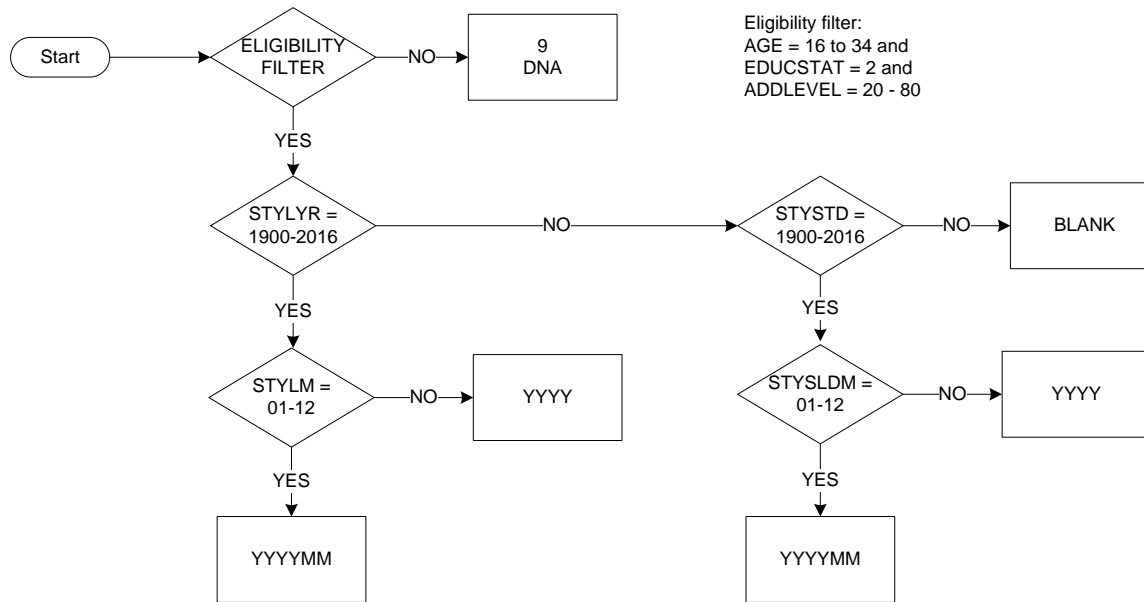 Start
ELIGIBILITY
FILTER
NO
9
DNA
Eligibility filter:
AGE = 16 to 34 and
EDUCSTAT = 2 and
ADDLEVEL = 20 - 80
YES
STYLYR =
1900-2016
NO
STYSTD =
1900-2016
NO
BLANK
YES
YES
STYLM =
01-12
NO
YYYY
STYSLDM =
01-12
NO
YYYY
YES
YES
YYYYMM
YYYYMM